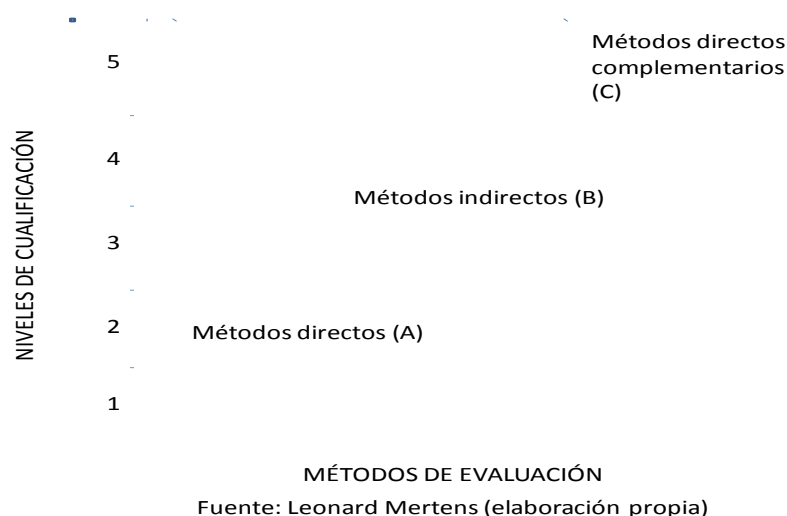 Métodos directos
complementarios
(C)
5
4
Métodos indirectos (B)
3
2
Métodos directos (A)
1
NIVELES DE CUALIFICACIÓN
MÉTODOS DE EVALUACIÓN
Fuente: Leonard Mertens (elaboración propia)